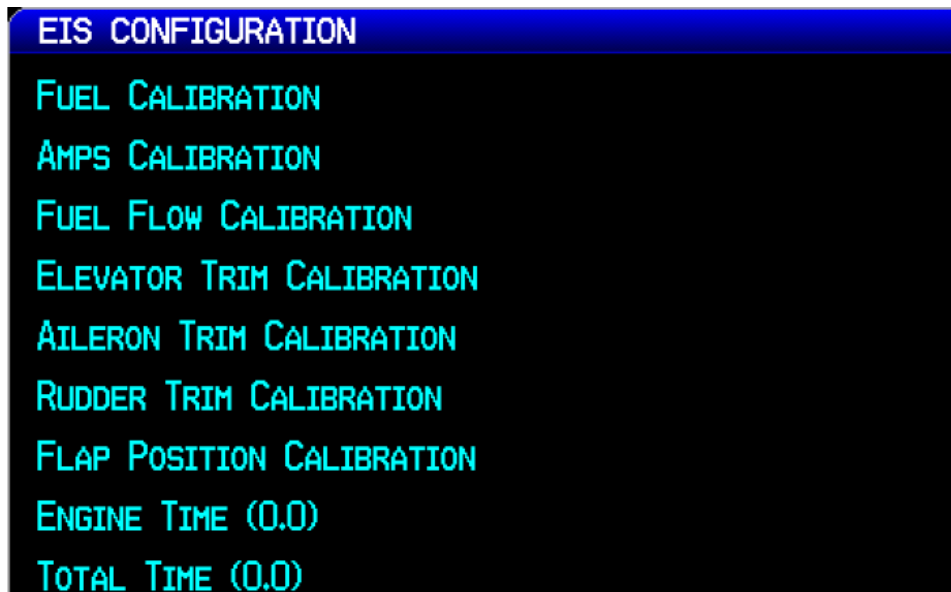 EIS CONFIGURATION
FUEL CALIBRATION
AMPS CALIBRATION
FUEL FLOW CALIBRATION
ELEVATOR TRIM CALIBRATION
AILERON TRIM CALIBRATION
RUDDER TRIM CALIBRATION
FLAP POSITION CALIBRATION
ENGINE TIME (0.0)
TOTAL TIME (0.0)